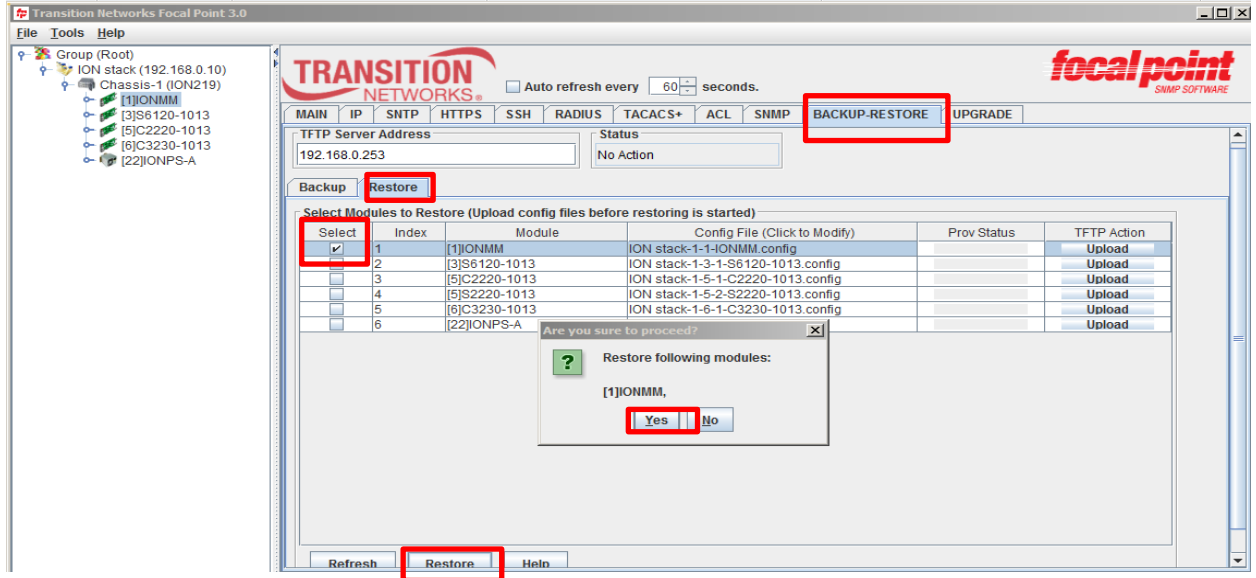 Transition Networks Focal Point 3.0
File Tools Help
Group (Root)
ION stack (192.168.0.10)
Chassis-1 (ION219)
[1]IONMM
[3]S6120-1013
[5]C2220-1013
[6]C3230-1013
[22]IONPS-A
TRANSITION
NETWORKS®
Auto refresh every 60 seconds.
focal point
SNMP SOFTWARE
MAIN IP SNTP HTTPS SSH RADIUS TACACS+ ACL SNMP BACKUP-RESTORE UPGRADE
TFTP Server Address Status
192.168.0.253 No Action
Backup Restore
Select Modules to Restore (Upload config files before restoring is started)
Select Index Module Config File (Click to Modify) Prov Status TFTP Action
1 [1]IONMM ION stack-1-1-IONMM.config Upload
2 [3]S6120-1013 ION stack-1-3-1-S6120-1013.config Upload
3 [5]C2220-1013 ION stack-1-5-1-C2220-1013.config Upload
4 [5]S2220-1013 ION stack-1-5-2-S2220-1013.config Upload
5 [6]C3230-1013 ION stack-1-6-1-C3230-1013.config Upload
6 [22]IONPS-A Upload
Are you sure to proceed?
Restore following modules:
[1]IONMM,
Yes No
Refresh Restore Help